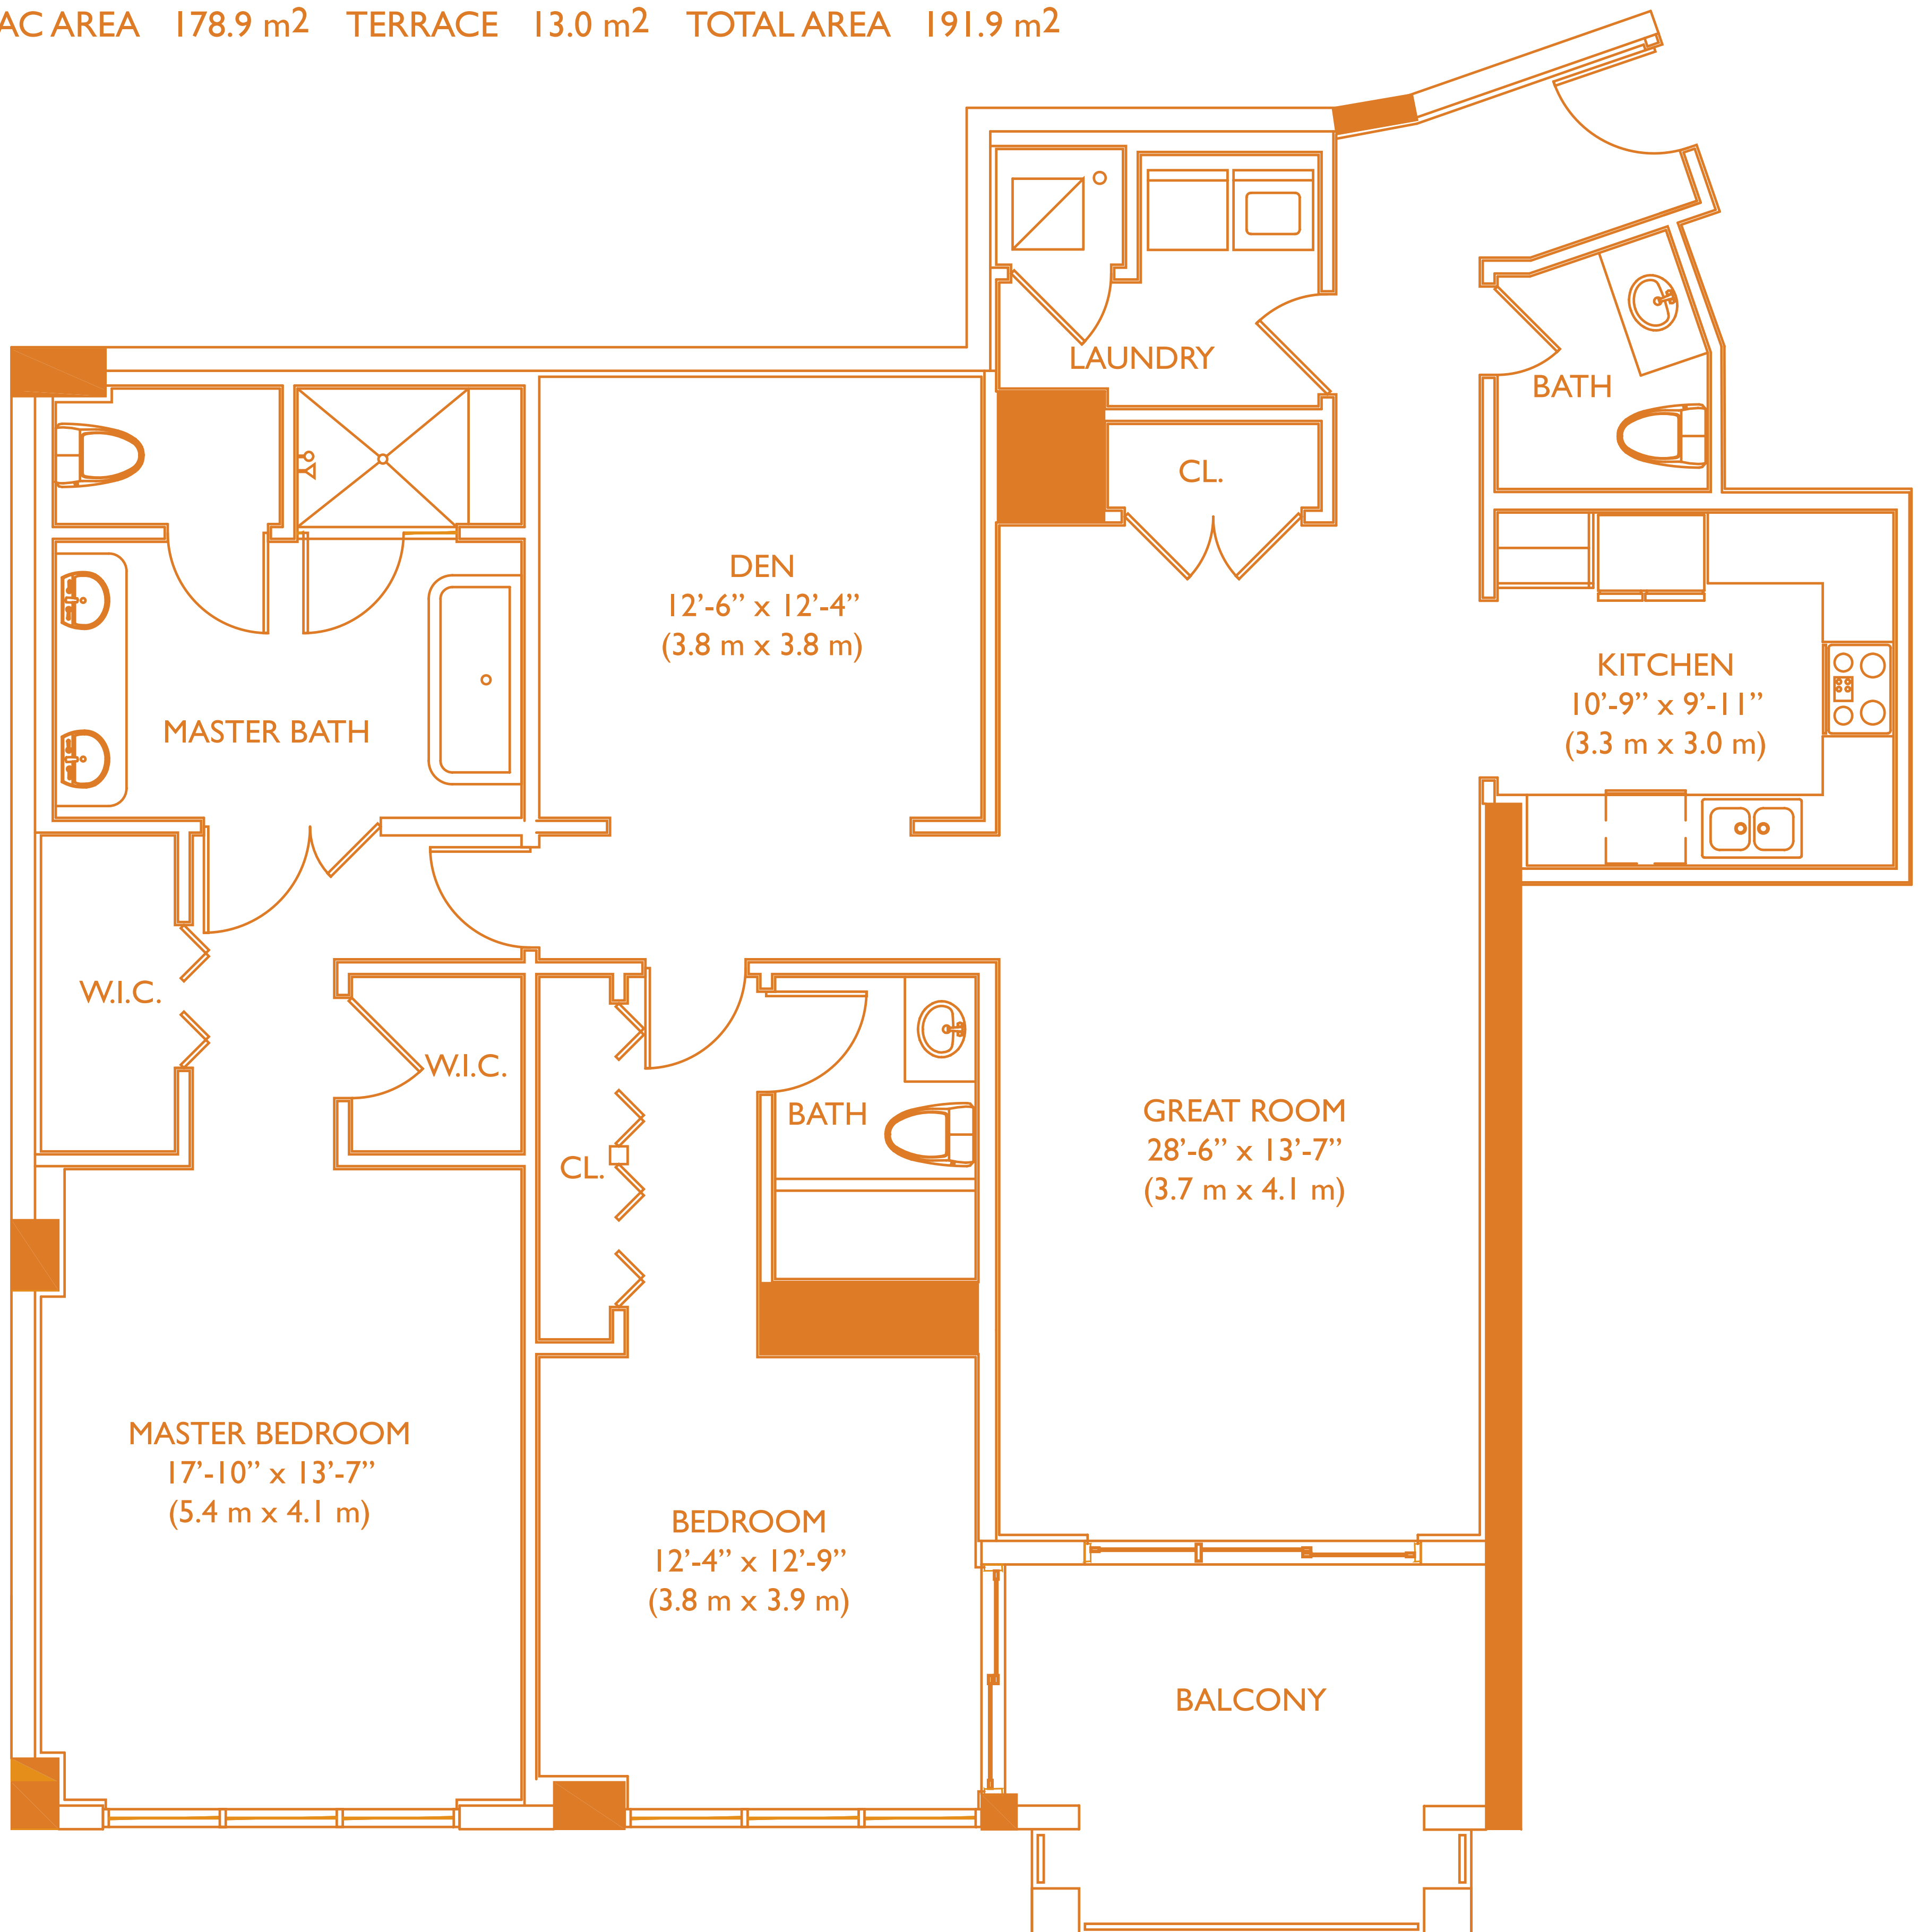 AC AREA 178.9 m2 TERRACE 13.0 m2 TOTAL AREA 191.9 m2
LAUNDRY
BATH
CL.
DEN
12'-6’’ x 12'-4’’
(3.8 m x 3.8 m)
KITCHEN
10’-9’’ x 9’-11’’
(3.3 m x 3.0 m)
MASTER BATH
W.I.C.
W.I.C.
BATH
CL.
GREAT ROOM
28’-6’’ x 13’-7’’
(3.7 m x 4.1 m)
MASTER BEDROOM
17’-10’’ x 13’-7’’
(5.4 m x 4.1 m)
BEDROOM
12’-4’’ x 12’-9’’
(3.8 m x 3.9 m)
BALCONY